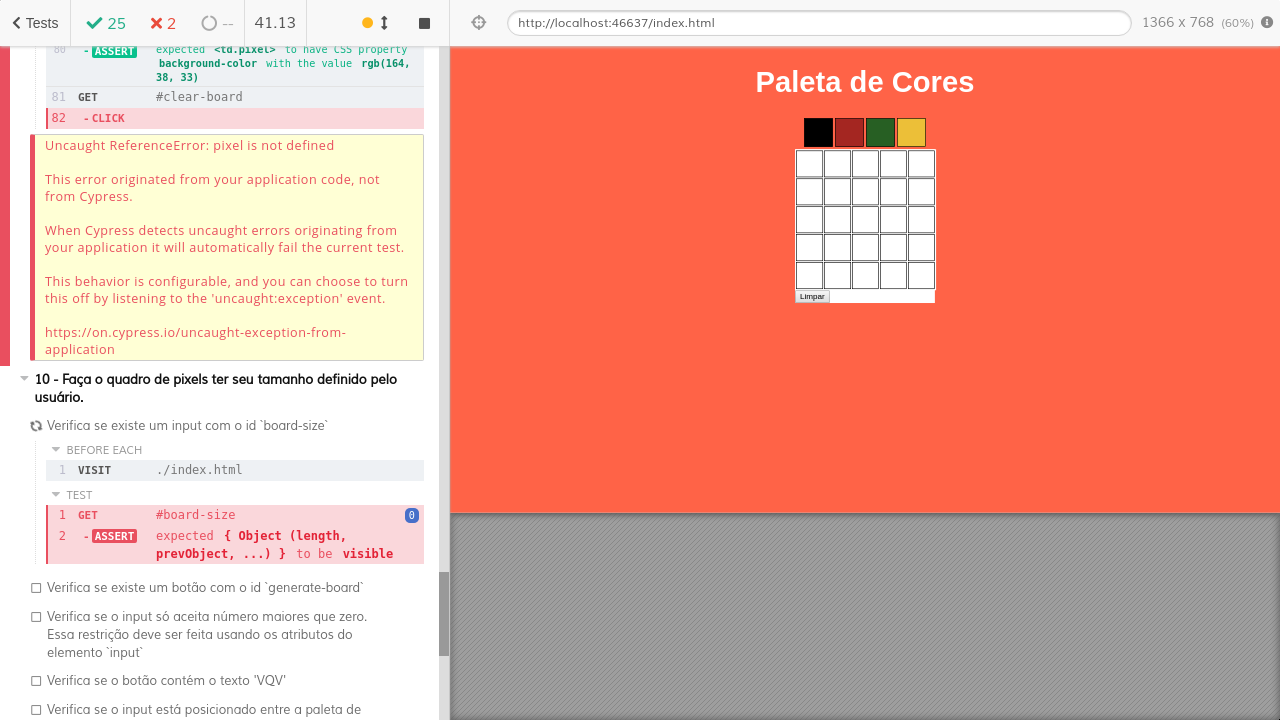 Tests 25 2 -- 41.13 http://localhost:46637/index.html 1366 x 768 (60%)
80 - ASSERT expected <td.pixel> to have CSS property
background-color with the value rgb(164,
38, 33)
81 GET #clear-board
82 - CLICK
Uncaught ReferenceError: pixel is not defined
This error originated from your application code, not
from Cypress.
When Cypress detects uncaught errors originating from
your application it will automatically fail the current test.
This behavior is configurable, and you can choose to turn
this off by listening to the 'uncaught:exception' event.
https://on.cypress.io/uncaught-exception-from-
application
10 - Faça o quadro de pixels ter seu tamanho definido pelo
usuário.
Verifica se existe um input com o id `board-size`
BEFORE EACH
1 VISIT ./index.html
TEST
1 GET #board-size 0
2 - ASSERT expected { Object (length,
prevObject, ...) } to be visible
Verifica se existe um botão com o id `generate-board`
Verifica se o input só aceita número maiores que zero.
Essa restrição deve ser feita usando os atributos do
elemento `input`
Verifica se o botão contém o texto 'VQV'
Verifica se o input está posicionado entre a paleta de
Paleta de Cores
Limpar